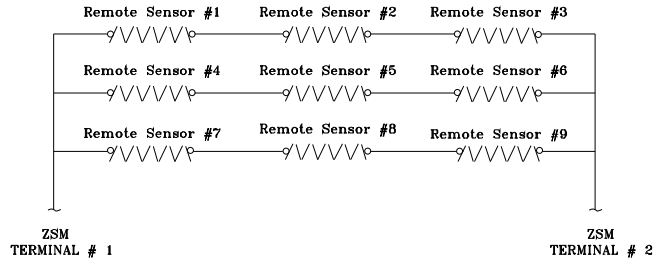 Remote Sensor #1 Remote Sensor #2 Remote Sensor #3
Remote Sensor #4 Remote Sensor #5 Remote Sensor #6
Remote Sensor #7 Remote Sensor #8 Remote Sensor #9
ZSM
TERMINAL # 1
ZSM
TERMINAL # 2